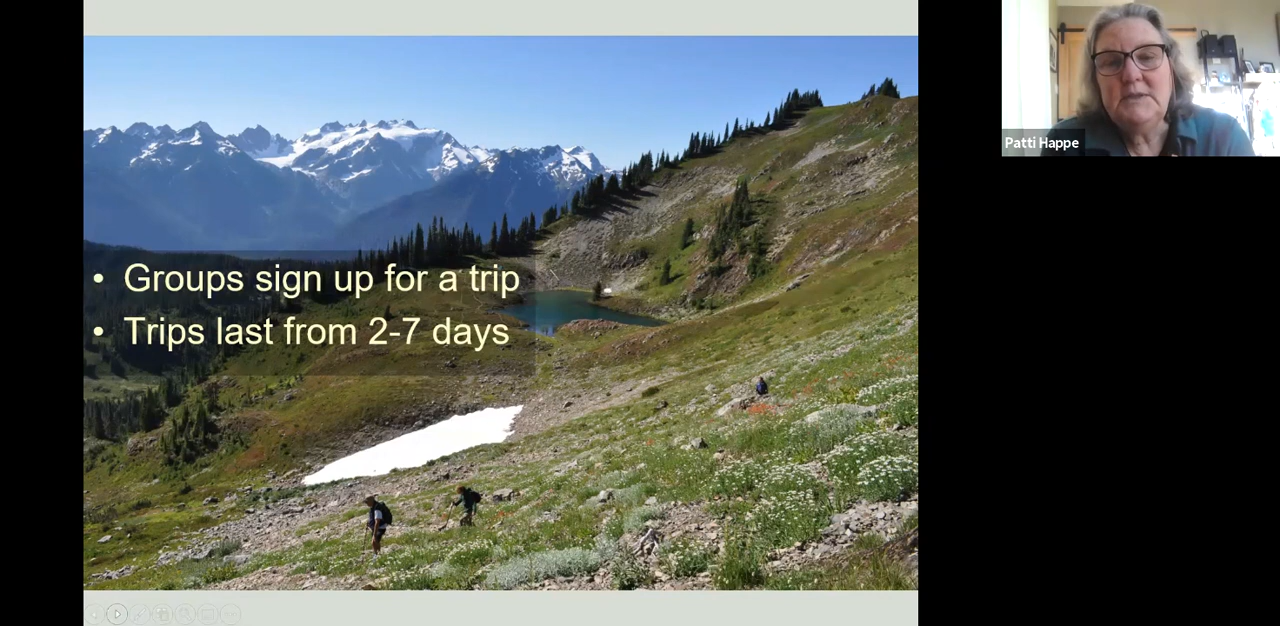 • Groups sign up for a trip
• Trips last from 2-7 days
Patti Happe